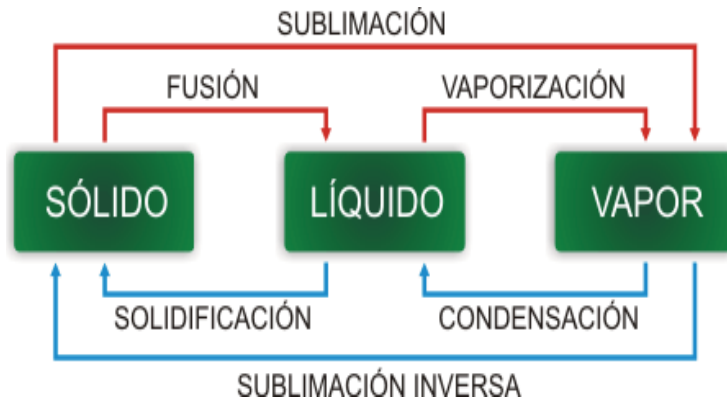 SUBLIMACIÓN
FUSIÓN
VAPORIZACIÓN
SÓLIDO
LÍQUIDO
VAPOR
SOLIDIFICACIÓN
CONDENSACIÓN
SUBLIMACIÓN INVERSA